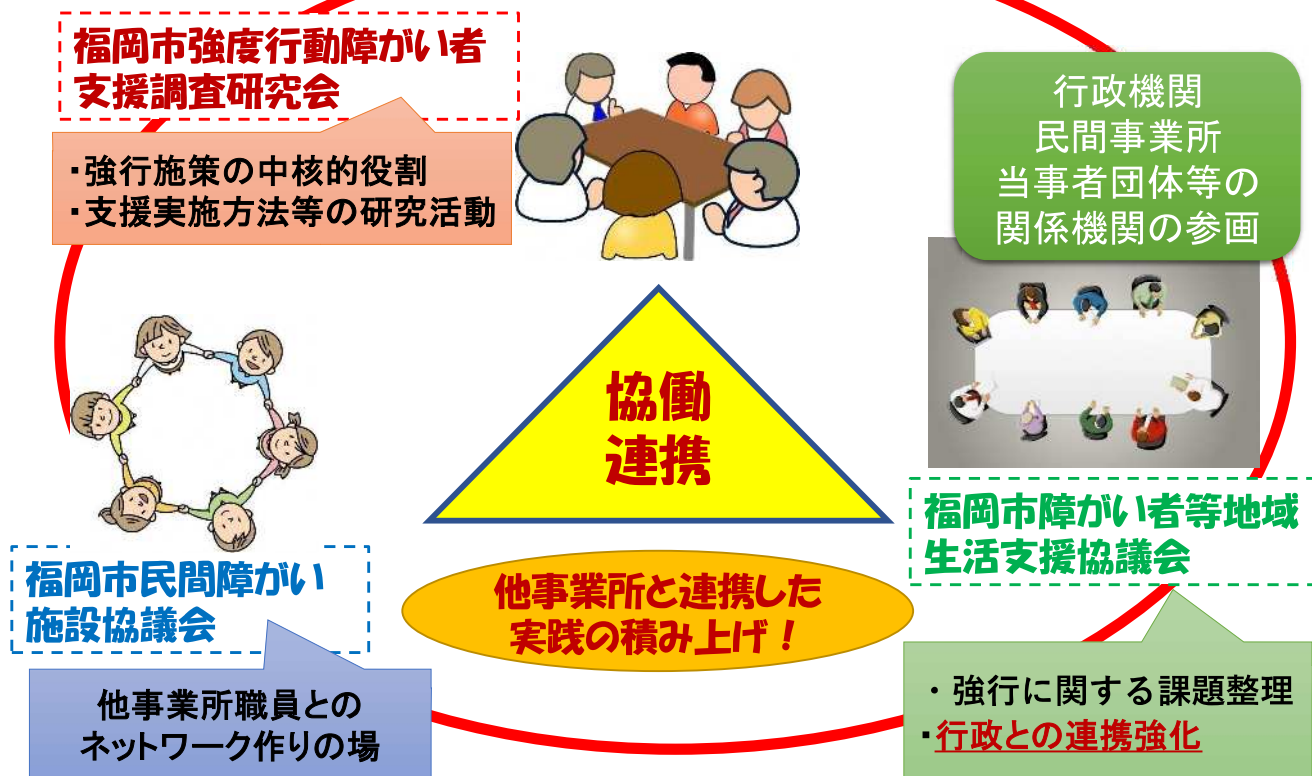 福岡市強度行動障がい者
支援調査研究会
・強行施策の中核的役割
・支援実施方法等の研究活動
行政機関
民間事業所
当事者団体等の
関係機関の参画
協働
連携
福岡市障がい者等地域
生活支援協議会
福岡市民間障がい
施設協議会
他事業所と連携した
実践の積み上げ！
他事業所職員との
ネットワーク作りの場
・強行に関する課題整理
・行政との連携強化